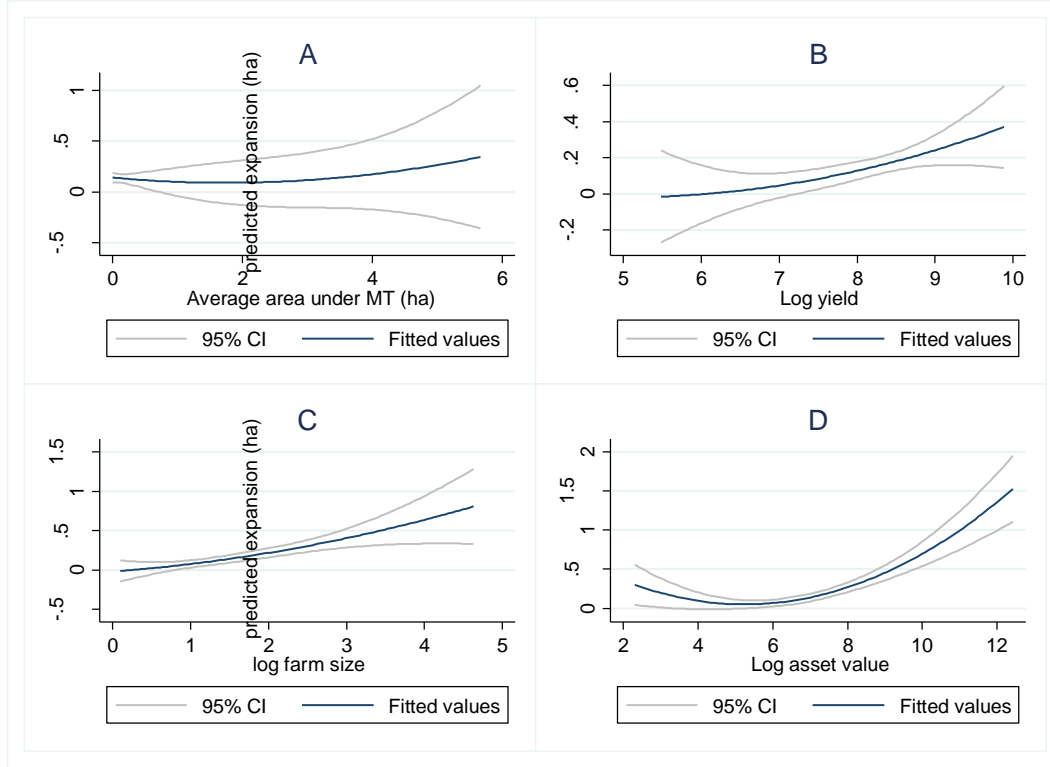 A
predicted expansion (ha)
1
.5
0
-.5
0 2 4 6
Average area under MT (ha)
95% CI Fitted values
B
.6
.4
.2
0
-.2
5 6 7 8 9 10
Log yield
95% CI Fitted values
C
predicted expansion (ha)
1.5
1
.5
0
-.5
0 1 2 3 4 5
log farm size
95% CI Fitted values
D
2
1.5
1
.5
0
2 4 6 8 10 12
Log asset value
95% CI Fitted values